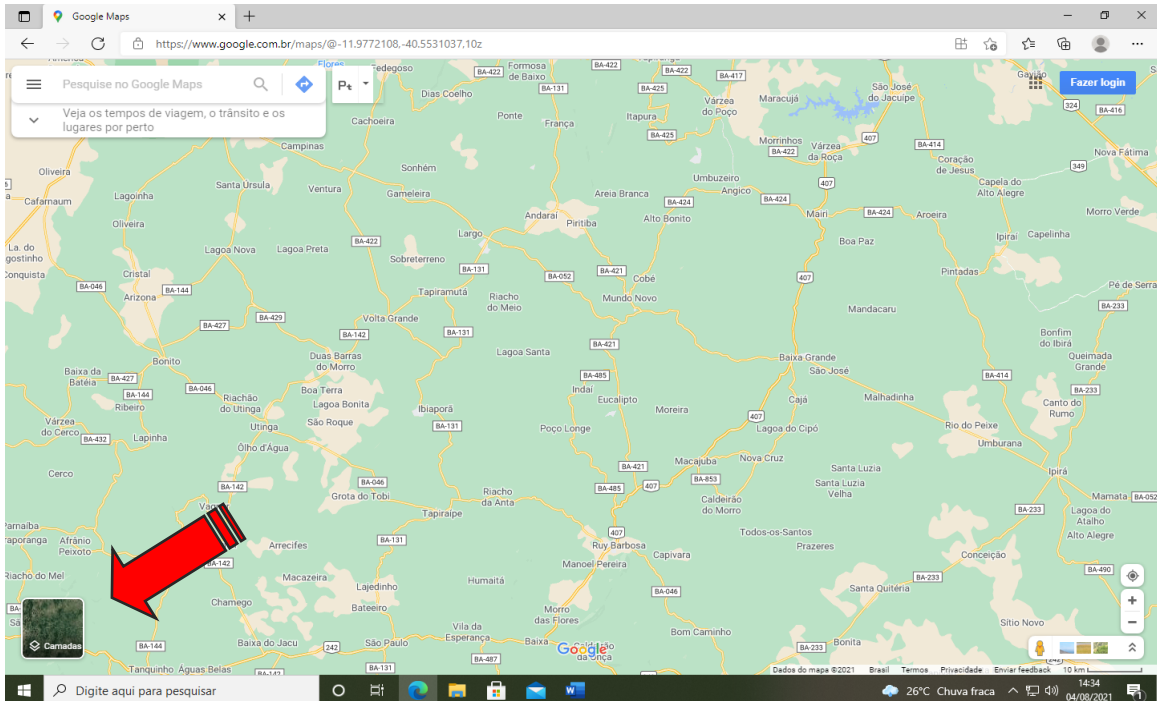 Google Maps
https://www.google.com.br/maps/@-11.9772108,-40.5531037,10z
Pesquise no Google Maps
Fazer login
Veja os tempos de viagem, o trânsito e os
lugares por perto
Flores
Fedegoso
BA-422
Formosa
de Baixo
BA-131
BA-422
BA-422
BA-425
BA-417
Gavião
324
BA-416
Dias Coelho
Cachoeira
Ponte
França
Itapura
Várzea
do Poço
Maracujá
São José
do Jacuípe
BA-425
Campinas
Morrinhos
BA-422
Várzea
da Roça
407
BA-414
Nova Fátima
349
Coração
de Jesus
Oliveira
Sonhém
Umbuzeiro
Cafarnaum
Lagoinha
Santa Úrsula
Ventura
Gameleira
Areia Branca
BA-424
Angico
BA-424
407
Capela do
Alto Alegre
Oliveira
Andaraí
Piritiba
Alto Bonito
Mairi
BA-424
Aroeira
Morro Verde
Largo
La. do
Lagoa Nova
Lagoa Preta
BA-422
Sobreterreno
Boa Paz
Ipiraí
Capelinha
Cristal
BA-131
BA-052
BA-421
Cobé
407
Pintadas
BA-046
Arizona
BA-144
Tapiramutá
Riacho
do Meio
Mundo Novo
Pé de Serra
BA-427
BA-429
Volta Grande
Mandacaru
BA-233
BA-142
BA-131
Bonfim
do Ibirá
Bonito
Duas Barras
do Morro
Lagoa Santa
BA-421
Baixa Grande
São José
Queimada
Grande
Baixa da
Batéia
BA-427
BA-485
BA-414
BA-144
BA-046
Riachão
do Utinga
Boa Terra
Lagoa Bonita
Indaí
Eucalipto
Cajá
Malhadinha
BA-233
Ribeiro
Ibiaporã
Moreira
407
Canto do
Rumo
Várzea
do Cerco
BA-432
Lapinha
Utinga
São Roque
BA-131
Poço Longe
Lagoa do Cipó
Rio do Peixe
Ôlho d'Água
Umburana
Cerco
BA-421
Macajuba
Nova Cruz
Santa Luzia
Ipirá
BA-142
BA-046
Grota do Tobi
Riacho
da Anta
BA-485
407
BA-853
Caldeirão
do Morro
Santa Luzia
Velha
Mamata
BA-052
Tapiraípe
BA-233
Lagoa do
Atalho
Afrânio
Peixoto
Arrecifes
BA-131
407
Ruy Barbosa
Todos-os-Santos
Prazeres
Alto Alegre
Capivara
Conceição
BA-142
Manoel Pereira
BA-490
Riacho do Mel
Macazeira
Lajedinho
Humaitá
BA-046
BA-233
Santa Quitéria
Chamego
Bateeiro
Morro
das Flores
Sítio Novo
Camadas
BA-144
Baixa do Jacu
242
São Paulo
Vila da
Esperança
Baixa
Bom Caminho
BA-233
Bonita
Google
da Onça
Tanquinho
Águas Belas
BA-142
BA-131
BA-487
Dados do mapa ©2021 Brasil Termos Privacidade Enviar feedback 10 km
Digite aqui para pesquisar
26°C Chuva fraca
14:34
04/08/2021